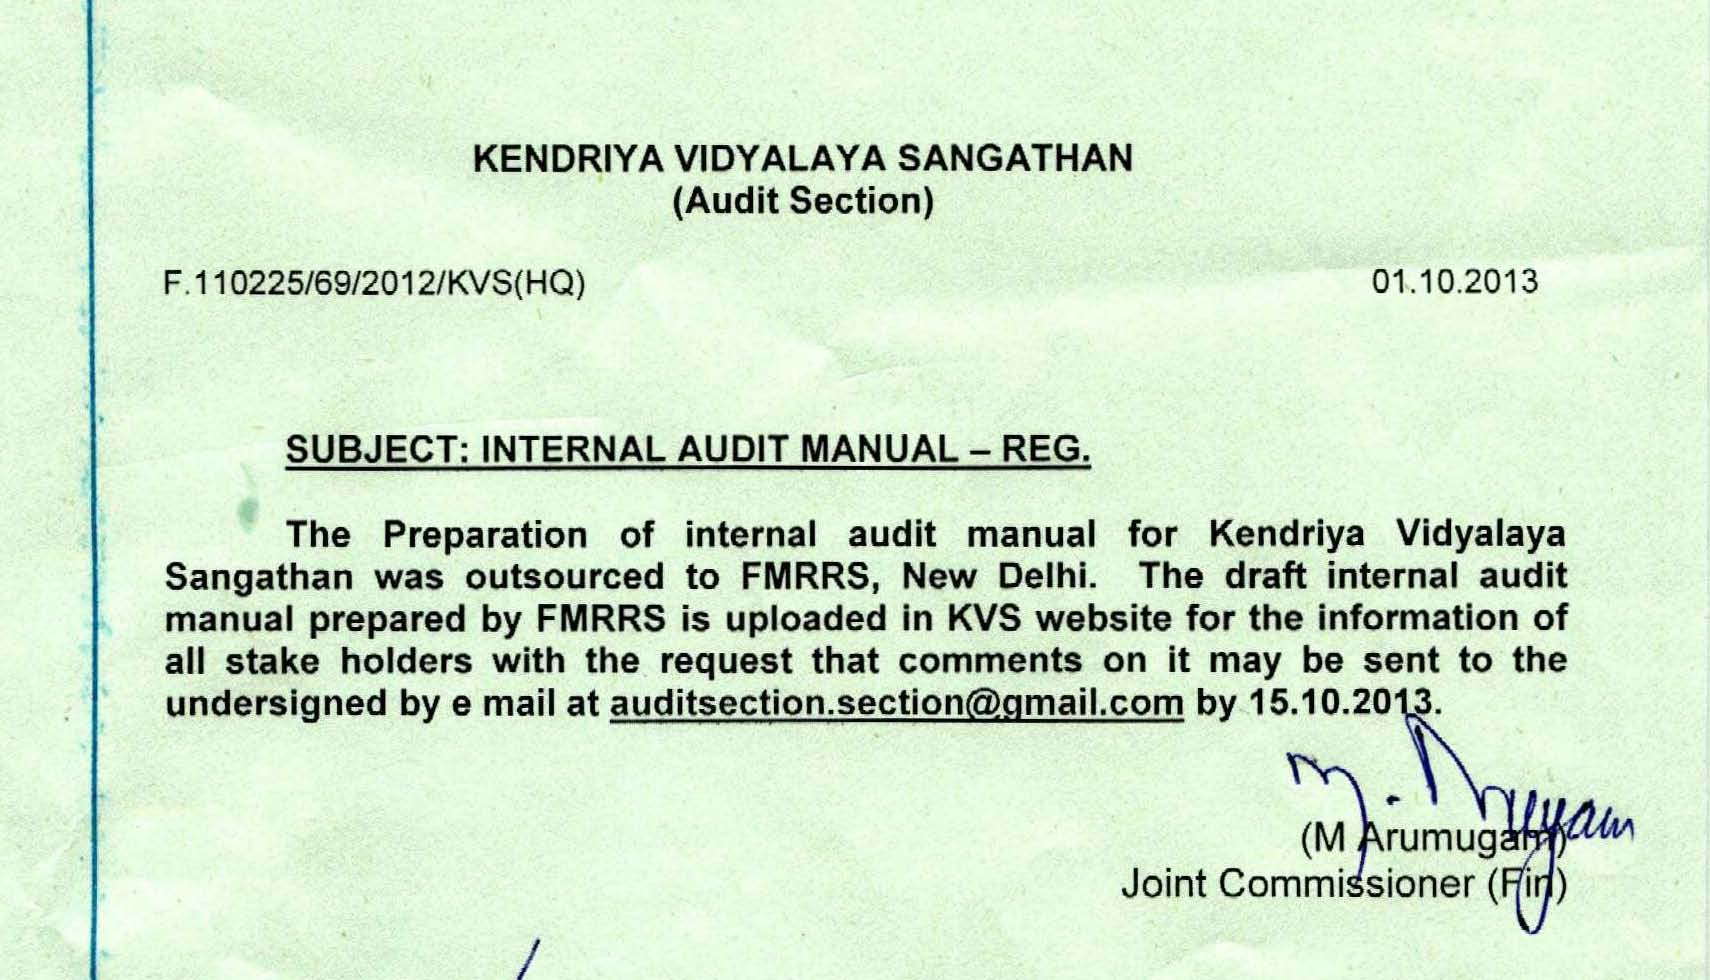 KENDRIYA VIDYALAYA SANGATHAN
(Audit Section)
F.110225/69/2012/KVS(HQ) 01.10.2013
SUBJECT: INTERNAL AUDIT MANUAL – REG.
The Preparation of internal audit manual for Kendriya Vidyalaya
Sangathan was outsourced to FMRRS, New Delhi. The draft internal audit
manual prepared by FMRRS is uploaded in KVS website for the information of
all stake holders with the request that comments on it may be sent to the
undersigned by e mail at auditsection.section@gmail.com by 15.10.2013.
(M Arumugam)
Joint Commissioner (Fin)